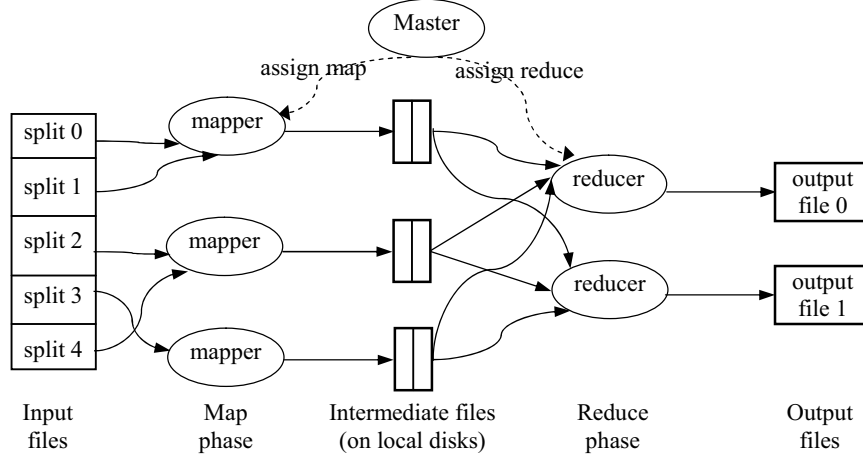 Master
assign map
assign reduce
split 0
split 1
split 2
split 3
split 4
mapper
mapper
mapper
reducer
reducer
output
file 0
output
file 1
Input
files
Map
phase
Intermediate files
(on local disks)
Reduce
phase
Output
files